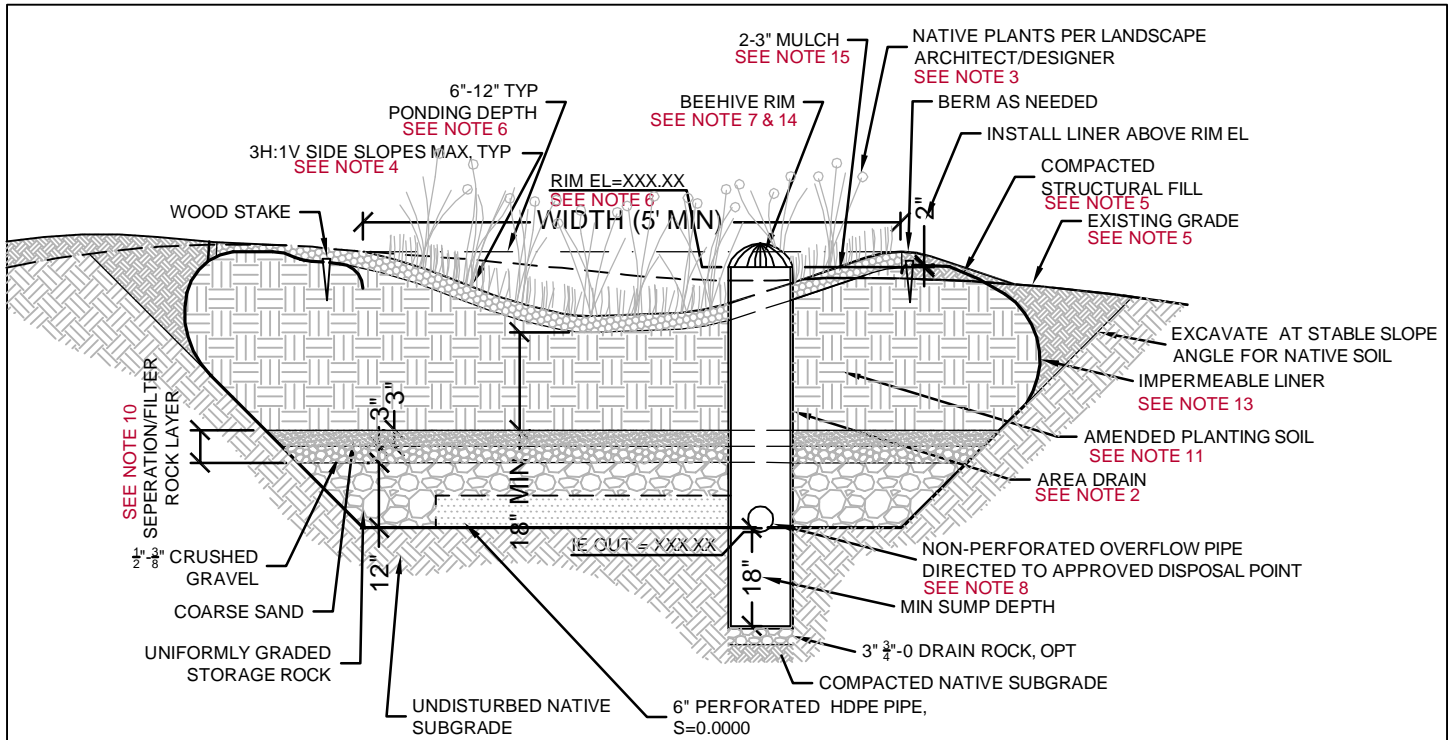 2-3" MULCH
SEE NOTE 15
NATIVE PLANTS PER LANDSCAPE
ARCHITECT/DESIGNER
SEE NOTE 3
6"-12" TYP
PONDING DEPTH
SEE NOTE 6
BEEHIVE RIM
SEE NOTE 7 & 14
BERM AS NEEDED
INSTALL LINER ABOVE RIM EL
3H:1V SIDE SLOPES MAX, TYP
SEE NOTE 4
COMPACTED
STRUCTURAL FILL
SEE NOTE 5
RIM EL=XXX.XX
SEE NOTE 6
WOOD STAKE
WIDTH (5' MIN)
2"
EXISTING GRADE
SEE NOTE 5
EXCAVATE AT STABLE SLOPE
ANGLE FOR NATIVE SOIL
IMPERMEABLE LINER
SEE NOTE 13
SEE NOTE 10
SEPERATION/FILTER
ROCK LAYER
3"
2-3"
18" MIN
AMENDED PLANTING SOIL
SEE NOTE 11
AREA DRAIN
SEE NOTE 2
IE OUT = XXX.XX
1/2"-3/8" CRUSHED
GRAVEL
12"
18"
NON-PERFORATED OVERFLOW PIPE
DIRECTED TO APPROVED DISPOSAL POINT
SEE NOTE 8
MIN SUMP DEPTH
COARSE SAND
UNIFORMLY GRADED
STORAGE ROCK
3" 3/4"-0 DRAIN ROCK, OPT
COMPACTED NATIVE SUBGRADE
UNDISTURBED NATIVE
SUBGRADE
6" PERFORATED HDPE PIPE,
S=0.0000